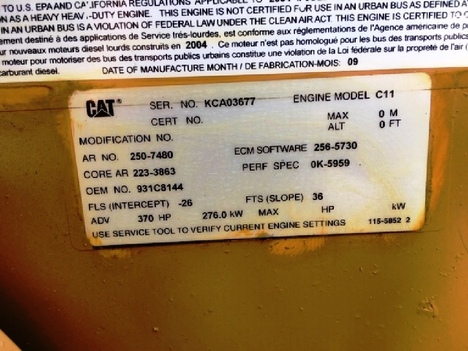 TO U.S. EPA AND CALIFORNIA REGULATIONS APPLICABLE TO
ON AS A HEAVY HEAVY-DUTY ENGINE. THIS ENGINE IS NOT CERTIFIED FOR USE IN AN URBAN BUS AS DEFINED A
IN AN URBAN BUS IS A VIOLATION OF FEDERAL LAW UNDER THE CLEAN AIR ACT. THIS ENGINE IS CERTIFIED TO
ement destiné à des applications de Service très-lourdes, est conforme aux réglementations de l'Agence américaine de p
ur nouveaux moteurs diesel lourds construits en 2004. Ce moteur n'est pas homologué pour les bus des transports publics
moteur pour motoriser des bus des transports publics urbains constitue une violation de la Loi fédérale sur la propreté de l'air (
carburant diesel. DATE OF MANUFACTURE MONTH / DE FABRICATION-MOIS: 09
CAT SER. NO. KCA03677 ENGINE MODEL C11
CERT NO. MAX 0 M
ALT 0 FT
MODIFICATION NO.
AR NO. 250-7480 ECM SOFTWARE 256-5730
CORE AR 223-3863 PERF SPEC 0K-5959
OEM NO. 931C8144
FLS (INTERCEPT) -26 FTS (SLOPE) 36
ADV 370 HP 276.0 kW MAX HP kW
USE SERVICE TOOL TO VERIFY CURRENT ENGINE SETTINGS 115-5852 2